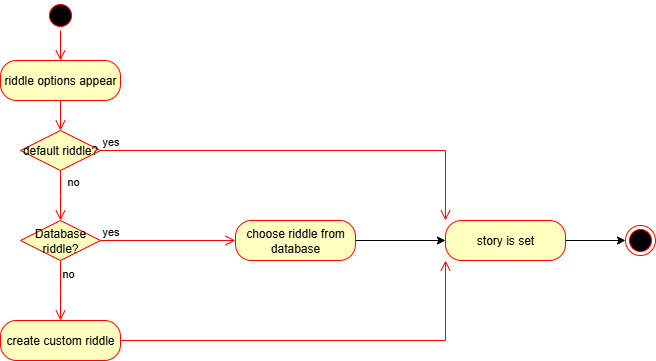 riddle options appear
default riddle?
yes
no
Database
riddle?
yes
choose riddle from
database
story is set
no
create custom riddle